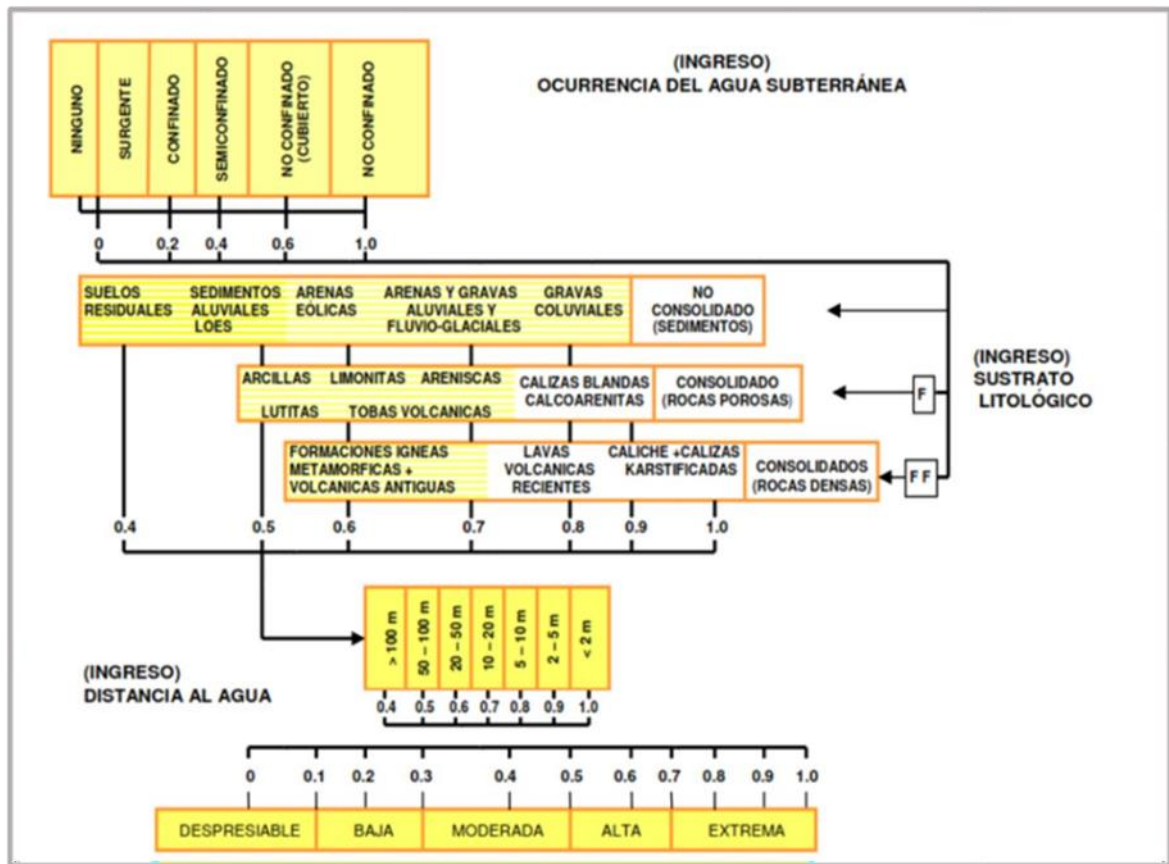 (INGRESO)
OCURRENCIA DEL AGUA SUBTERRÁNEA
NINGUNO
SURGENTE
CONFINADO
SEMICONFINADO
NO CONFINADO
(CUBIERTO)
NO CONFINADO
0 0.2 0.4 0.6 1.0
SUELOS
RESIDUALES
SEDIMENTOS
ALUVIALES
LOES
ARENAS
EÓLICAS
ARENAS Y GRAVAS
ALUVIALES Y
FLUVIO-GLACIALES
GRAVAS
COLUVIALES
NO
CONSOLIDADO
(SEDIMENTOS)
(INGRESO)
SUSTRATO
LITOLÓGICO
ARCILLAS LIMONITAS ARENISCAS
LUTITAS TOBAS VOLCANICAS
CALIZAS BLANDAS
CALCOARENITAS
CONSOLIDADO
(ROCAS POROSAS)
F
FORMACIONES IGNEAS
METAMORFICAS +
VOLCANICAS ANTIGUAS
LAVAS
VOLCANICAS
RECIENTES
CALICHE +CALIZAS
KARSTIFICADAS
CONSOLIDADOS
(ROCAS DENSAS)
F F
0.4 0.5 0.6 0.7 0.8 0.9 1.0
(INGRESO)
DISTANCIA AL AGUA
> 100 m
50 – 100 m
20 – 50 m
10 – 20 m
5 – 10 m
2 – 5 m
< 2 m
0.4 0.5 0.6 0.7 0.8 0.9 1.0
0 0.1 0.2 0.3 0.4 0.5 0.6 0.7 0.8 0.9 1.0
DESPRESIABLE BAJA MODERADA ALTA EXTREMA